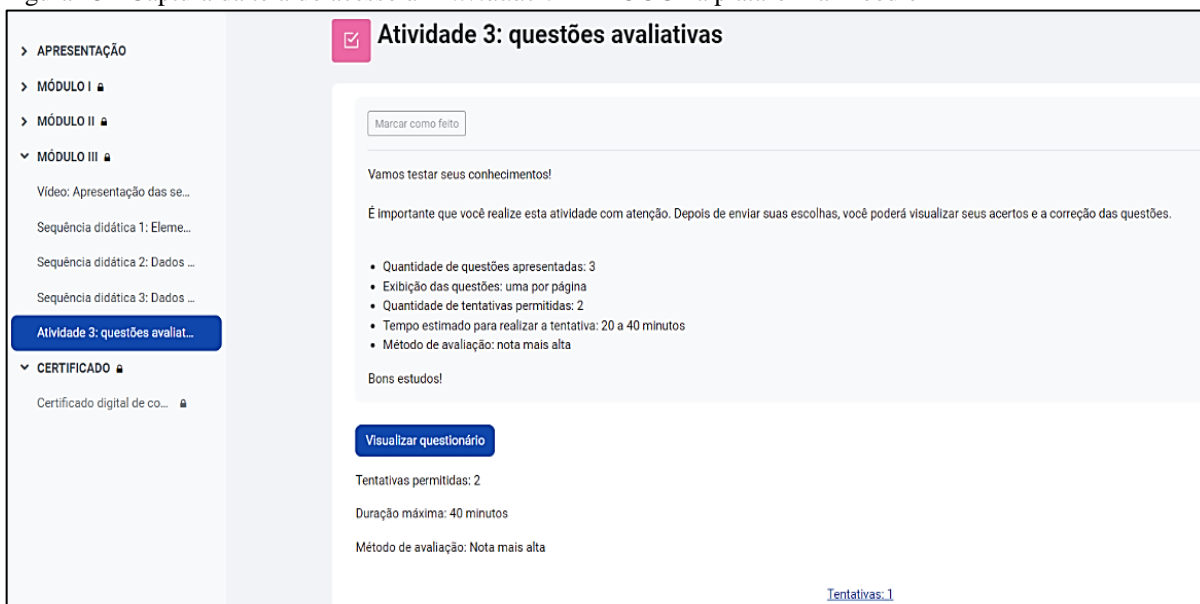 Atividade 3: questões avaliativas
APRESENTAÇÃO
MÓDULO I
MÓDULO II
MÓDULO III
Vídeo: Apresentação das se...
Sequência didática 1: Eleme...
Sequência didática 2: Dados ...
Sequência didática 3: Dados ...
Atividade 3: questões avaliat...
CERTIFICADO
Certificado digital de co...
Marcar como feito
Vamos testar seus conhecimentos!
É importante que você realize esta atividade com atenção. Depois de enviar suas escolhas, você poderá visualizar seus acertos e a correção das questões.
• Quantidade de questões apresentadas: 3
• Exibição das questões: uma por página
• Quantidade de tentativas permitidas: 2
• Tempo estimado para realizar a tentativa: 20 a 40 minutos
• Método de avaliação: nota mais alta
Bons estudos!
Visualizar questionário
Tentativas permitidas: 2
Duração máxima: 40 minutos
Método de avaliação: Nota mais alta
Tentativas: 1